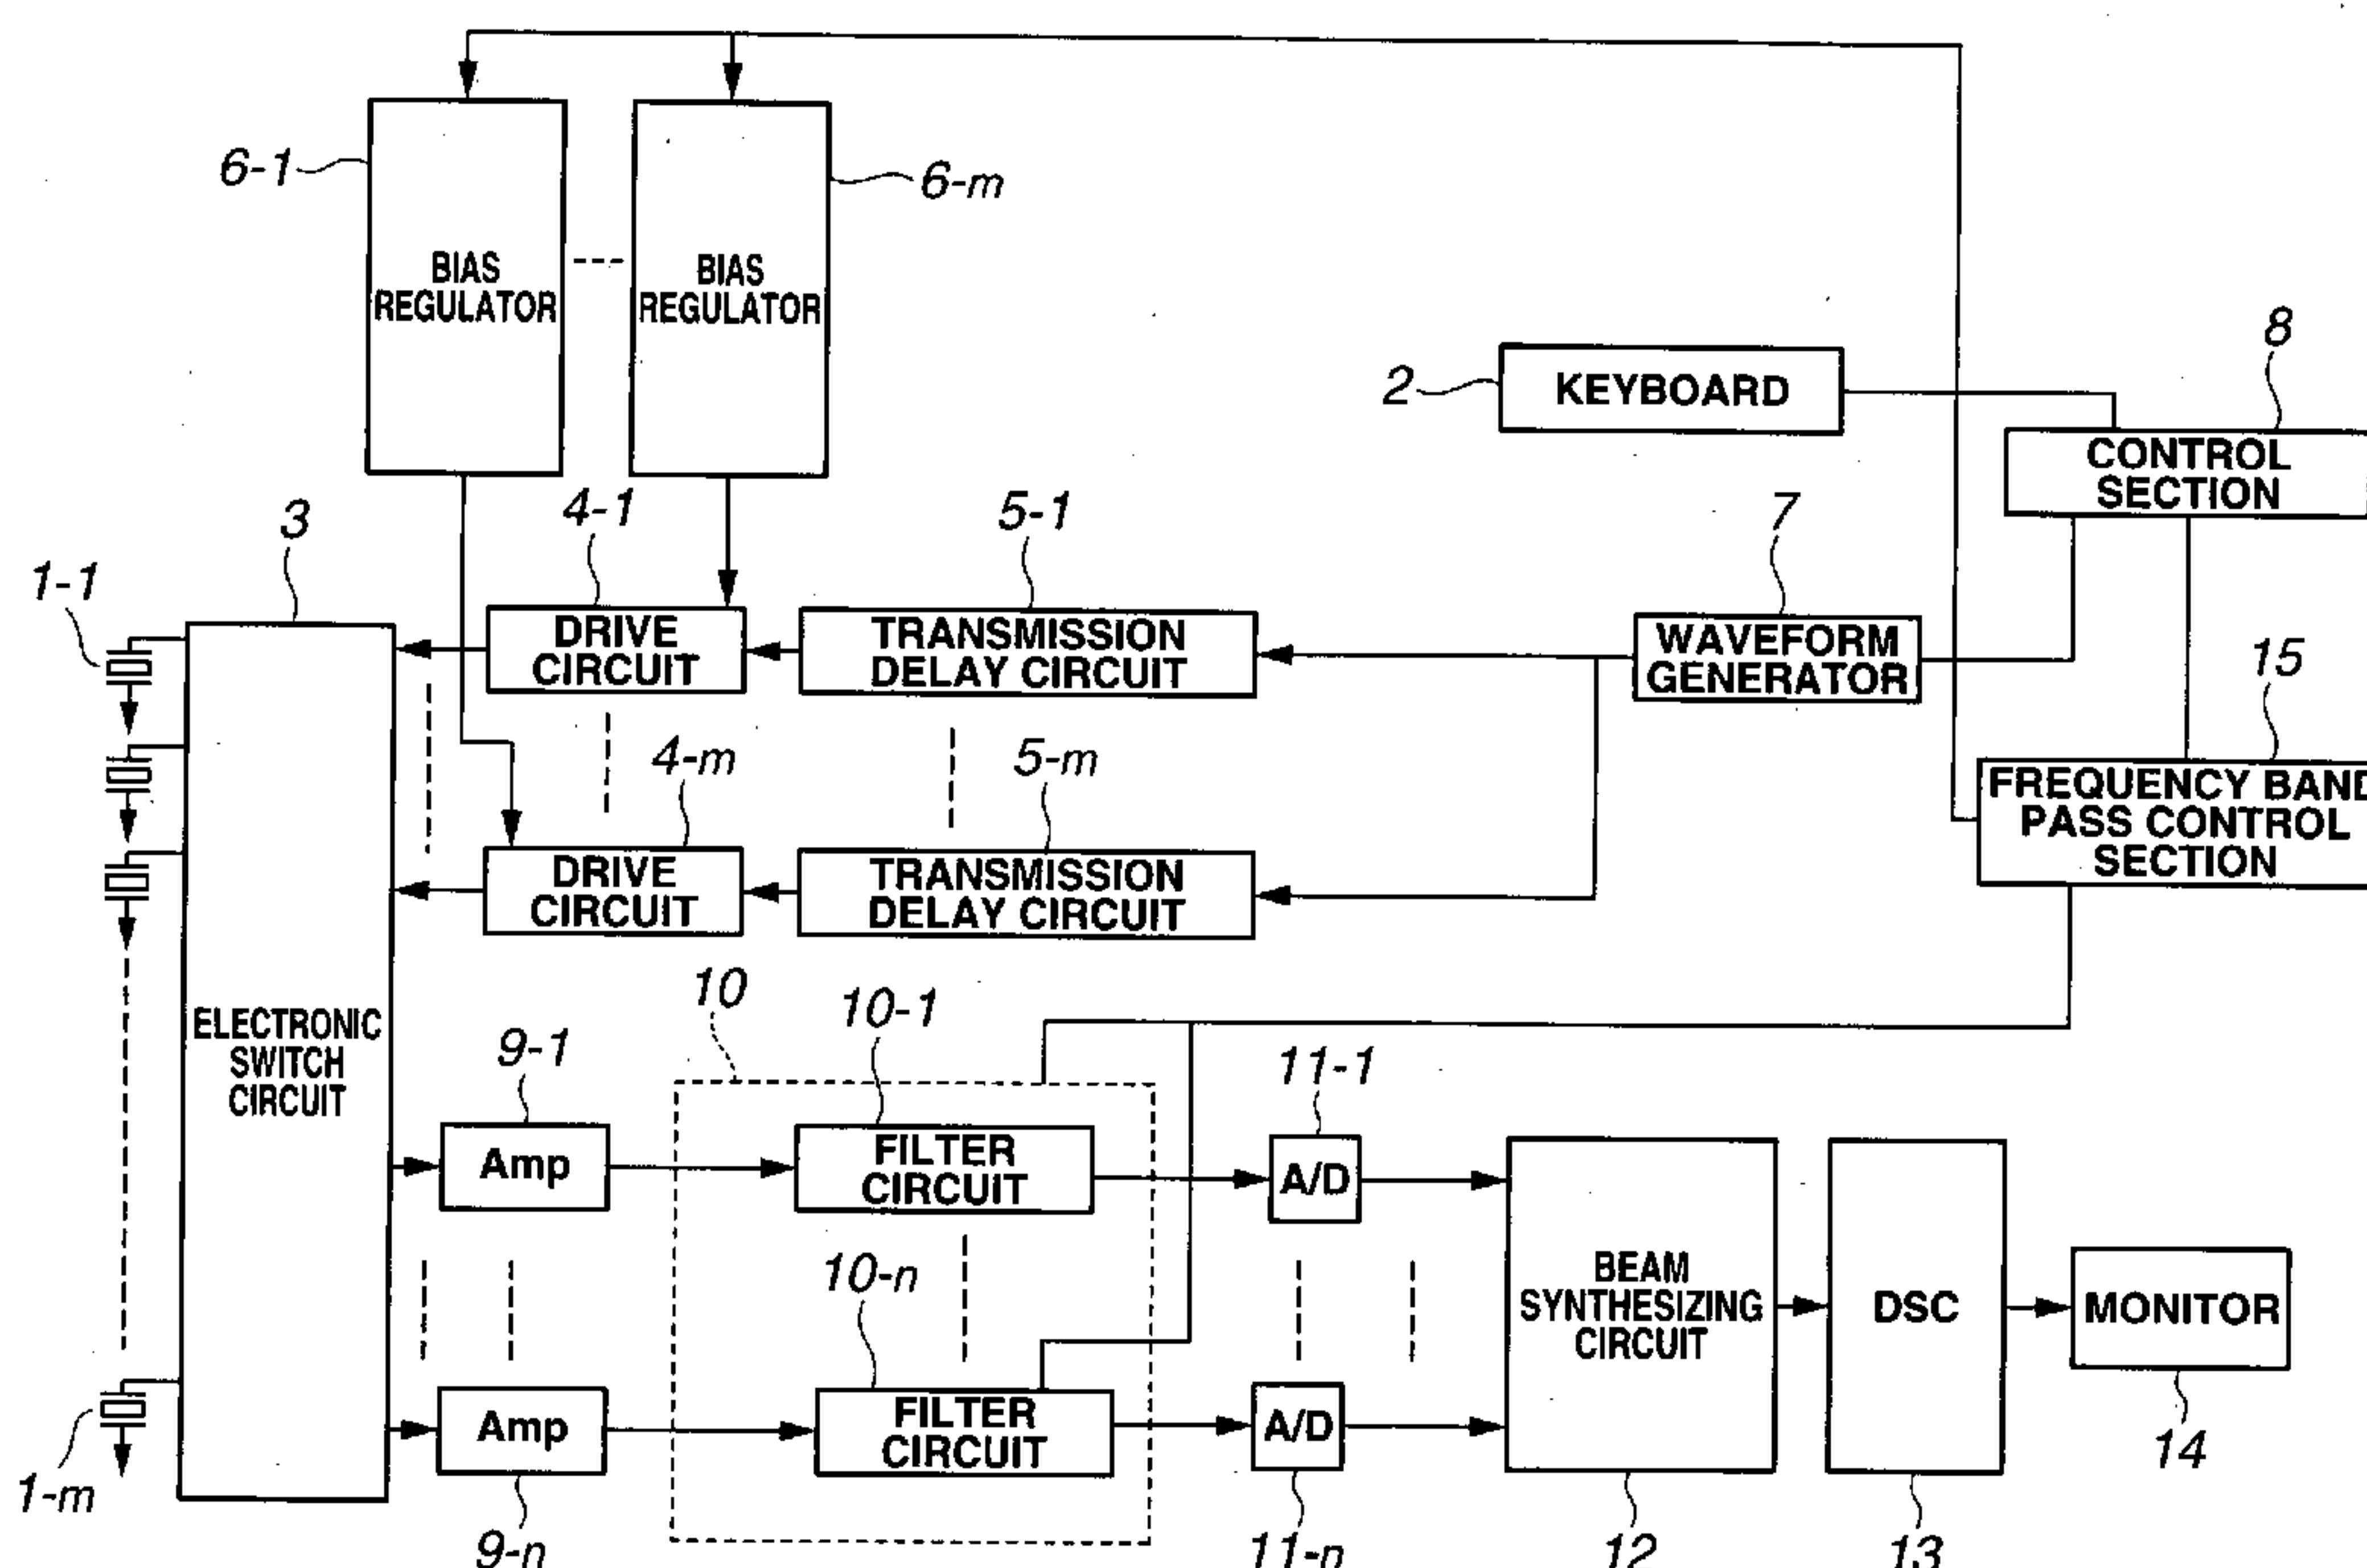 6-1
6-m
BIAS
REGULATOR
BIAS
REGULATOR
2
KEYBOARD
8
CONTROL
SECTION
3
4-1
5-1
7
1-1
DRIVE
CIRCUIT
TRANSMISSION
DELAY CIRCUIT
WAVEFORM
GENERATOR
15
4-m
5-m
FREQUENCY BAND
PASS CONTROL
SECTION
DRIVE
CIRCUIT
TRANSMISSION
DELAY CIRCUIT
10
10-1
ELECTRONIC
SWITCH
CIRCUIT
9-1
11-1
Amp
FILTER
CIRCUIT
A/D
10-n
BEAM
SYNTHESIZING
CIRCUIT
DSC
MONITOR
Amp
FILTER
CIRCUIT
A/D
14
1-m
9-n
11-n
12
13